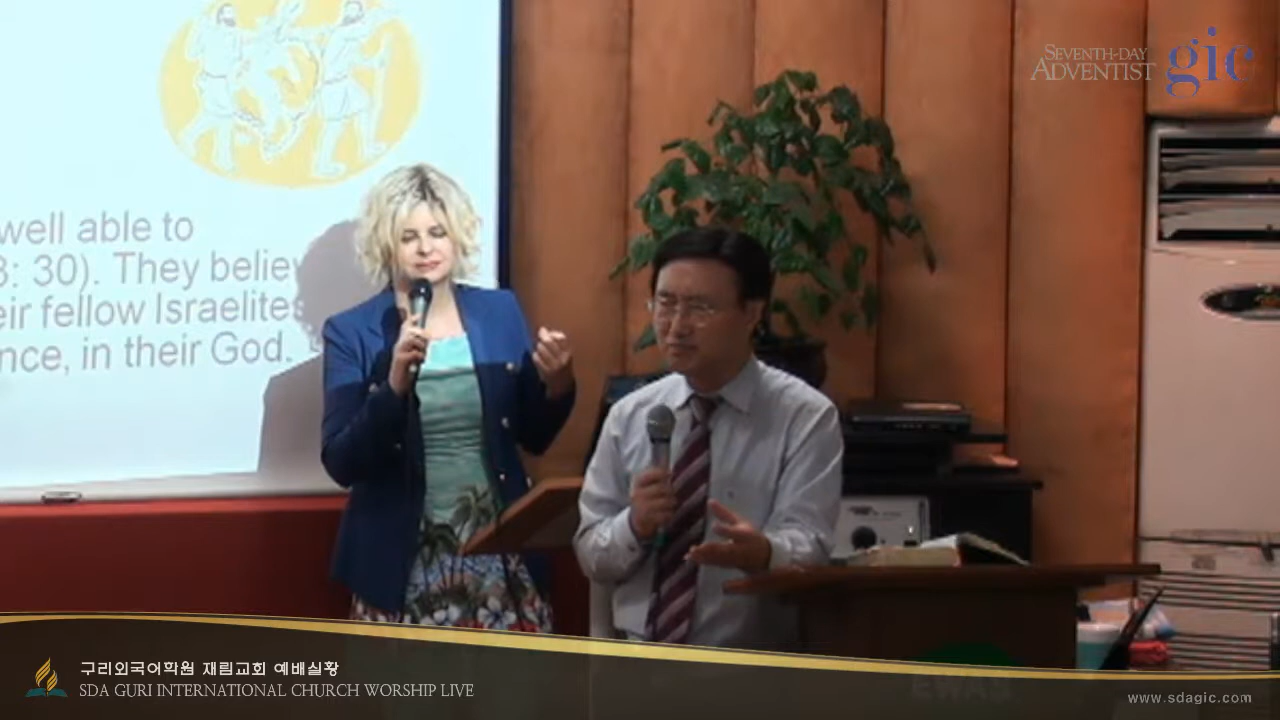 SEVENTH-DAY
ADVENTIST gic
well able to
3: 30). They believ
eir fellow Israelites
nce, in their God.
구리외국어학원 재림교회 예배실황
SDA GURI INTERNATIONAL CHURCH WORSHIP LIVE
www.sdagic.com